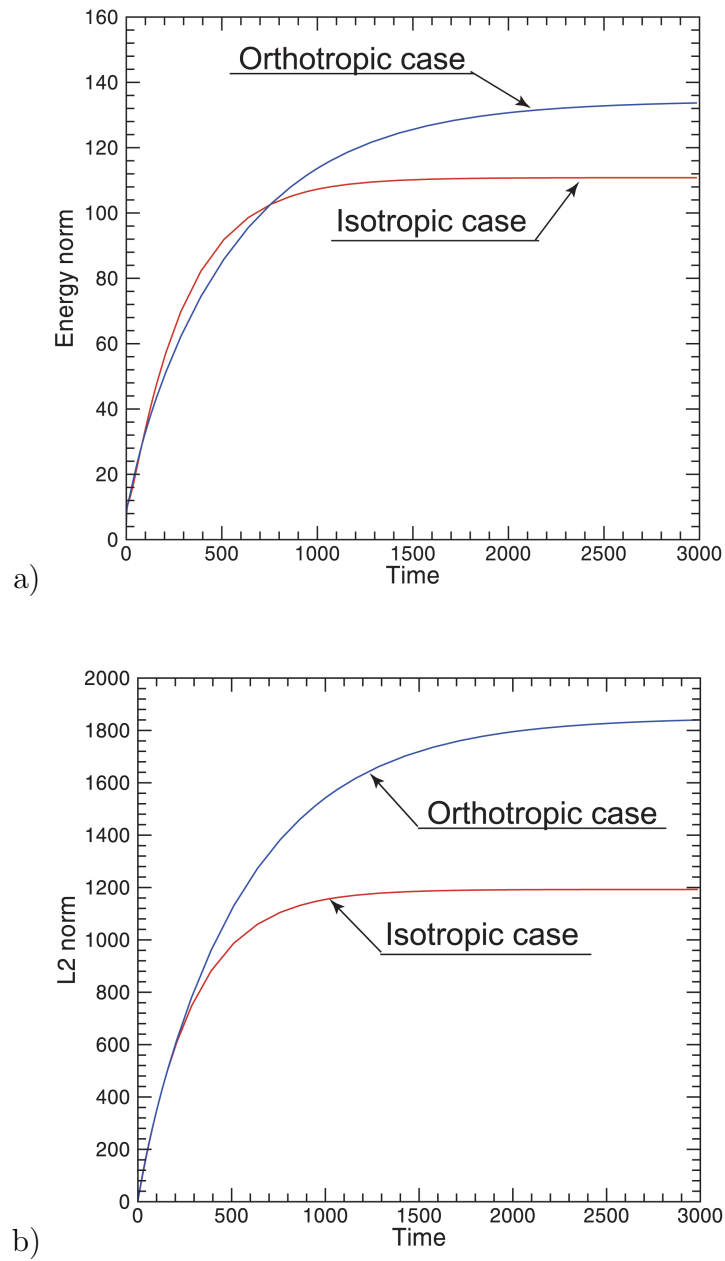 160
140
120
100
80
60
40
20
0
Energy norm
Orthotropic case
Isotropic case
0 500 1000 1500 2000 2500 3000
Time
a)
2000
1800
1600
1400
1200
1000
800
600
400
200
0
L2 norm
Orthotropic case
Isotropic case
0 500 1000 1500 2000 2500 3000
Time
b)